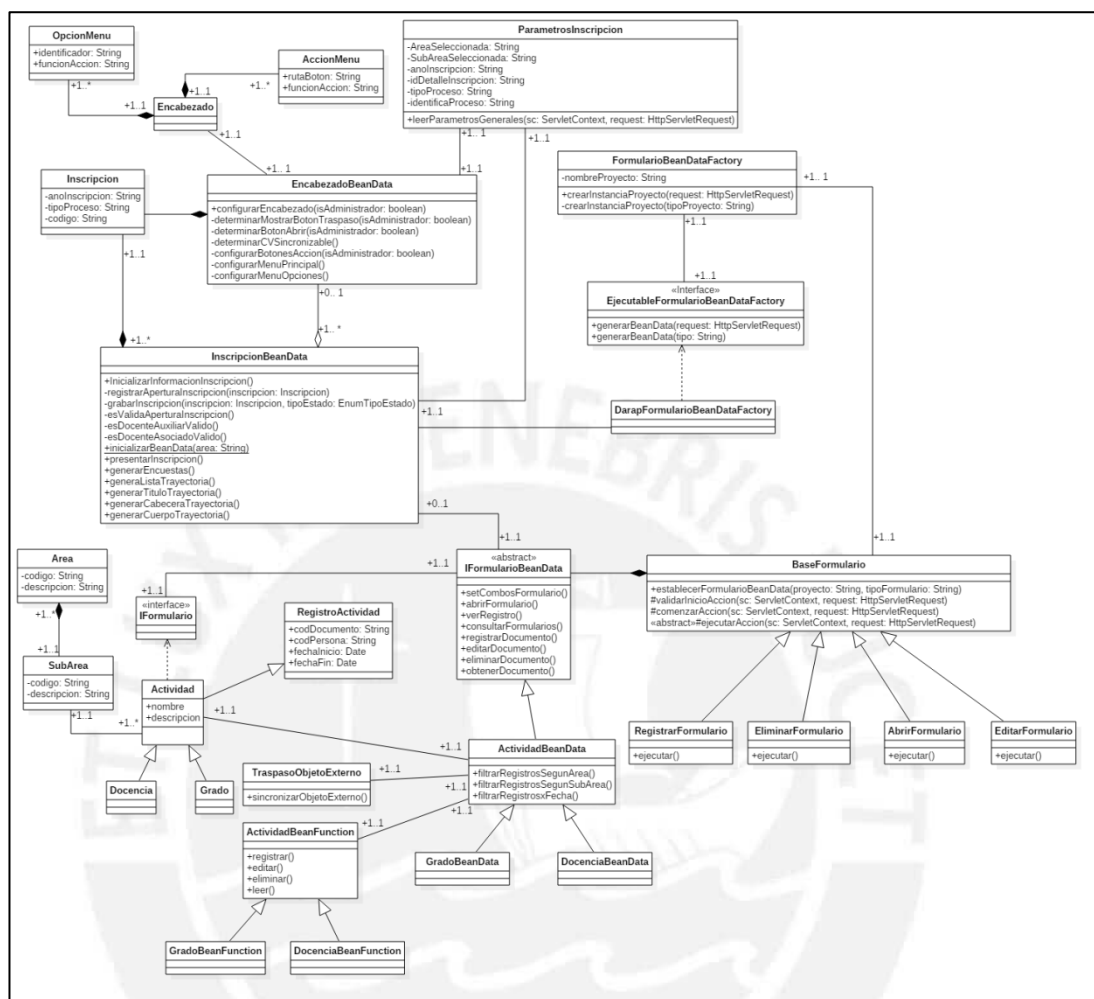 OpcionMenu
+identificador: String
+funcionAccion: String
+1..*
+1..1
Encabezado
+1..1
+1..*
AccionMenu
+rutaBoton: String
+funcionAccion: String
+1..1
+1.. 1
ParametrosInscripcion
-AreaSeleccionada: String
-SubAreaSeleccionada: String
-anoInscripcion: String
-idDetalleInscripcion: String
-tipoProceso: String
-identificaProceso: String
+leerParametrosGenerales(sc: ServletContext, request: HttpServletRequest)
+1.. 1
+1..1
+1..1
Inscripcion
-anoInscripcion: String
-tipoProceso: String
-codigo: String
+1..1
+1..*
EncabezadoBeanData
+configurarEncabezado(isAdministrador: boolean)
-determinarMostrarBotonTraspaso(isAdministrador: boolean)
-determinarBotonAbrir(isAdministrador: boolean)
-determinarCVSincronizable()
-configurarBotonesAccion(isAdministrador: boolean)
-configurarMenuPrincipal()
-configurarMenuOpciones()
+0.. 1
+1.. *
FormularioBeanDataFactory
-nombreProyecto: String
+crearInstanciaProyecto(request: HttpServletRequest)
-crearInstanciaProyecto(tipoProyecto: String)
+1.. 1
+1..1
«Interface»
EjecutableFormularioBeanDataFactory
+generarBeanData(request: HttpServletRequest)
+generarBeanData(tipo: String)
DarapFormularioBeanDataFactory
InscripcionBeanData
+InicializarInformacionInscripcion()
-registrarAperturaInscripcion(inscripcion: Inscripcion)
-grabarInscripcion(inscripcion: Inscripcion, tipoEstado: EnumTipoEstado)
-esValidaAperturaInscripcion()
-esDocenteAuxiliarValido()
-esDocenteAsociadoValido()
+inicializarBeanData(area: String)
+presentarInscripcion()
+generarEncuestas()
+generaListaTrayectoria()
+generarTituloTrayectoria()
+generarCabeceraTrayectoria()
+generarCuerpoTrayectoria()
+1..1
+0..1
+1..1
Area
-codigo: String
-descripcion: String
+1..*
+1..1
SubArea
-codigo: String
-descripcion: String
+1..1
+1..*
+1..1
«interface»
IFormulario
+1..1
RegistroActividad
+codDocumento: String
+codPersona: String
+fechaInicio: Date
+fechaFin: Date
«abstract»
IFormularioBeanData
+setCombosFormulario()
+abrirFormulario()
+verRegistro()
+consultarFormularios()
+registrarDocumento()
+editarDocumento()
+eliminarDocumento()
+obtenerDocumento()
+1..1
BaseFormulario
+establecerFormularioBeanData(proyecto: String, tipoFormulario: String)
#validarInicioAccion(sc: ServletContext, request: HttpServletRequest)
#comenzarAccion(sc: ServletContext, request: HttpServletRequest)
«abstract»#ejecutarAccion(sc: ServletContext, request: HttpServletRequest)
Actividad
+nombre
+descripcion
+1..1
+1..1
Docencia
Grado
RegistrarFormulario
+ejecutar()
EliminarFormulario
+ejecutar()
AbrirFormulario
+ejecutar()
EditarFormulario
+ejecutar()
TraspasoObjetoExterno
+sincronizarObjetoExterno()
+1..1
+1..1
ActividadBeanData
+filtrarRegistrosSegunArea()
+filtrarRegistrosSegunSubArea()
+filtrarRegistrosxFecha()
+1..1
+1..1
ActividadBeanFunction
+registrar()
+editar()
+eliminar()
+leer()
GradoBeanData
DocenciaBeanData
GradoBeanFunction
DocenciaBeanFunction